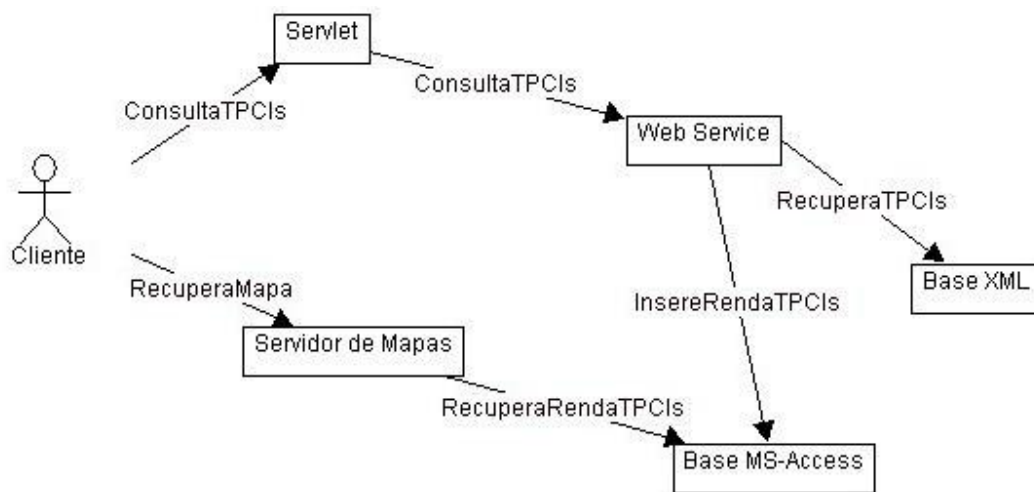 Servlet
ConsultaTPCIs
ConsultaTPCIs
Web Service
RecuperaTPCIs
Cliente
Base XML
RecuperaMapa
InsereRendaTPCIs
Servidor de Mapas
RecuperaRendaTPCIs
Base MS-Access